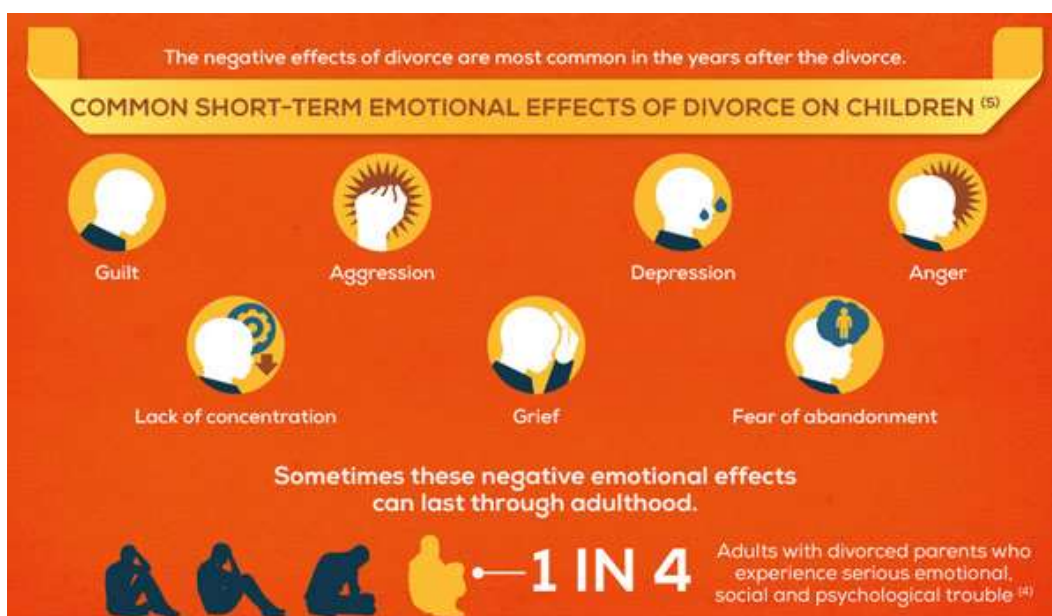 The negative effects of divorce are most common in the years after the divorce.
COMMON SHORT-TERM EMOTIONAL EFFECTS OF DIVORCE ON CHILDREN (5)
Guilt
Aggression
Depression
Anger
Lack of concentration
Grief
Fear of abandonment
Sometimes these negative emotional effects
can last through adulthood.
1 IN 4
Adults with divorced parents who
experience serious emotional,
social and psychological trouble (4)